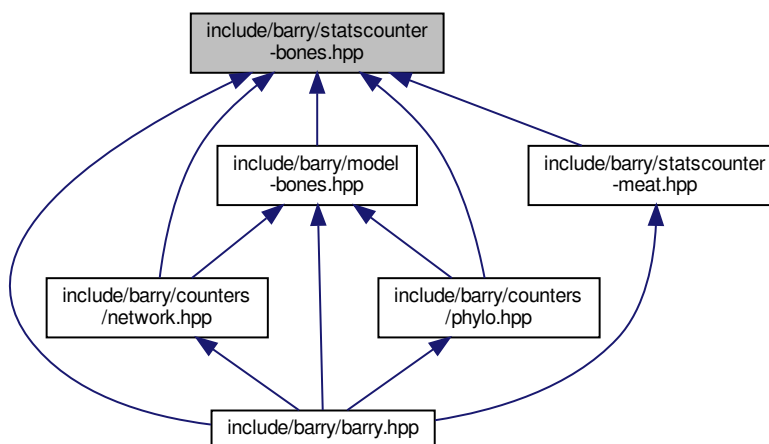 include/barry/statscounter
-bones.hpp
include/barry/model
-bones.hpp
include/barry/statscounter
-meat.hpp
include/barry/counters
/network.hpp
include/barry/counters
/phylo.hpp
include/barry/barry.hpp